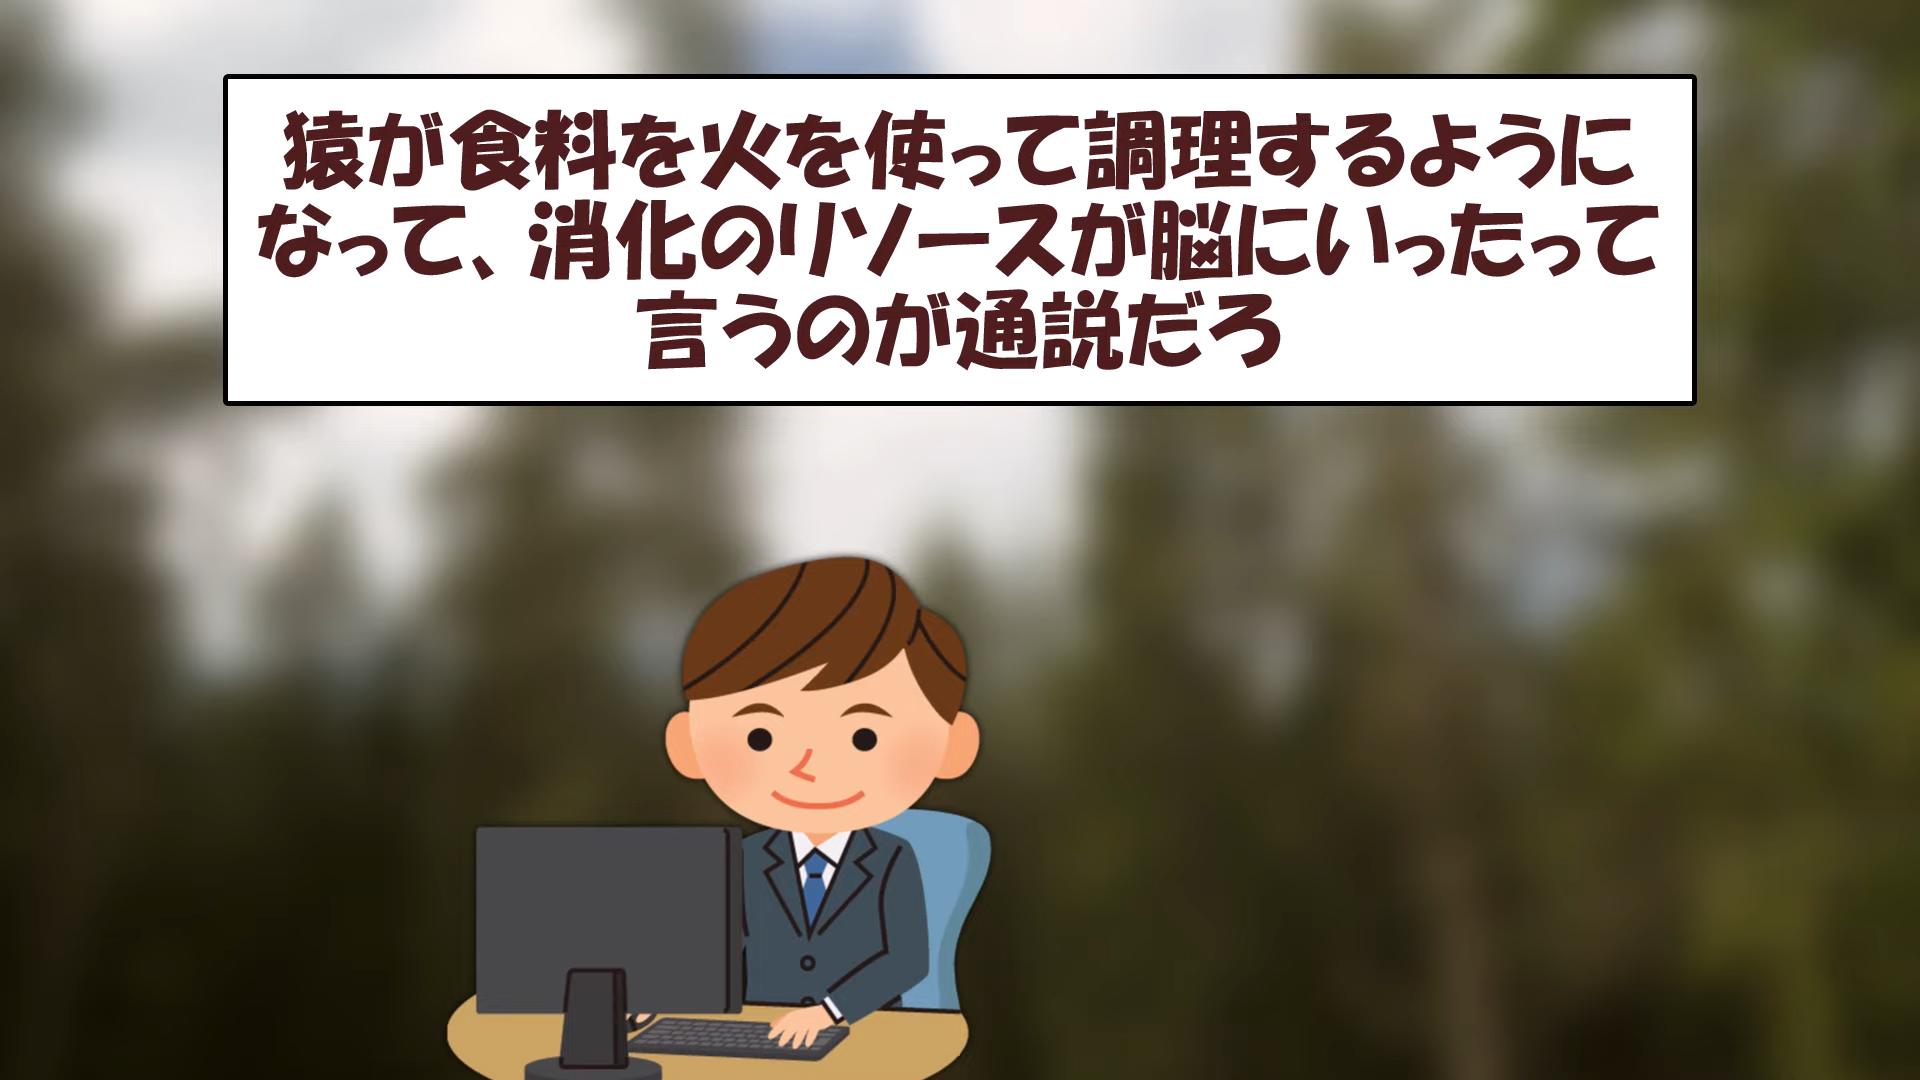 猿が食料を火を使って調理するように
なって、消化のリソースが脳にいったって
言うのが通説だろ